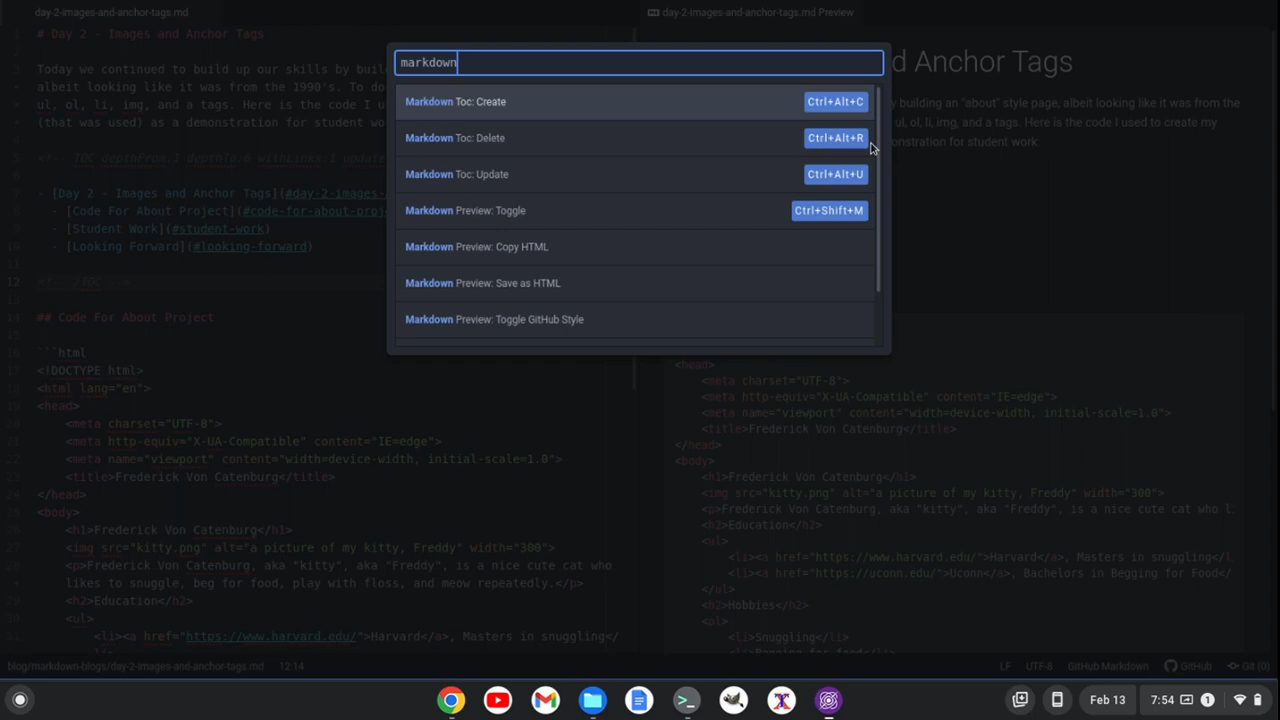 day-2-images-and-anchor-tags.md
day-2-images-and-anchor-tags.md Preview
markdown
Markdown Toc: Create Ctrl+Alt+C
Markdown Toc: Delete Ctrl+Alt+R
Markdown Toc: Update Ctrl+Alt+U
Markdown Preview: Toggle Ctrl+Shift+M
Markdown Preview: Copy HTML
Markdown Preview: Save as HTML
Markdown Preview: Toggle GitHub Style
# Day 2 - Images and Anchor Tags
Today we continued to build up our skills by buil
albeit looking like it was from the 1990's. To do
ul, ol, li, img, and a tags. Here is the code I u
(that was used) as a demonstration for student wo
<!-- TOC depthFrom:1 depthTo:6 withLinks:1 update
- [Day 2 - Images and Anchor Tags](#day-2-images-
- [Code For About Project](#code-for-about-proj
- [Student Work](#student-work)
- [Looking Forward](#looking-forward)
<!-- /TOC -->
## Code For About Project
```html
<!DOCTYPE html>
<html lang="en">
<head>
<meta charset="UTF-8">
<meta http-equiv="X-UA-Compatible" content="IE=edge">
<meta name="viewport" content="width=device-width, initial-scale=1.0">
<title>Frederick Von Catenburg</title>
</head>
<body>
<h1>Frederick Von Catenburg</h1>
<img src="kitty.png" alt="a picture of my kitty, Freddy" width="300">
<p>Frederick Von Catenburg, aka "kitty", aka "Freddy", is a nice cute cat who
likes to snuggle, beg for food, play with floss, and meow repeatedly.</p>
<h2>Education</h2>
<ul>
<li><a href="https://www.harvard.edu/">Harvard</a>, Masters in snuggling</
d Anchor Tags
y building an "about" style page, albeit looking like it was from the
ul, ol, li, img, and a tags. Here is the code I used to create my
onstration for student work:
<head>
<meta charset="UTF-8">
<meta http-equiv="X-UA-Compatible" content="IE=edge">
<meta name="viewport" content="width=device-width, initial-scale=1.0">
<title>Frederick Von Catenburg</title>
</head>
<body>
<h1>Frederick Von Catenburg</h1>
<img src="kitty.png" alt="a picture of my kitty, Freddy" width="300">
<p>Frederick Von Catenburg, aka "kitty", aka "Freddy", is a nice cute cat who l
<h2>Education</h2>
<ul>
<li><a href="https://www.harvard.edu/">Harvard</a>, Masters in snuggling</l
<li><a href="https://uconn.edu/">Uconn</a>, Bachelors in Begging for Food</
</ul>
<h2>Hobbies</h2>
<ol>
<li>Snuggling</li>
<li>Begging for food</li>
blog/markdown-blogs/day-2-images-and-anchor-tags.md 12:14 LF UTF-8 GitHub Markdown GitHub Git (0)
Feb 13 7:54 1